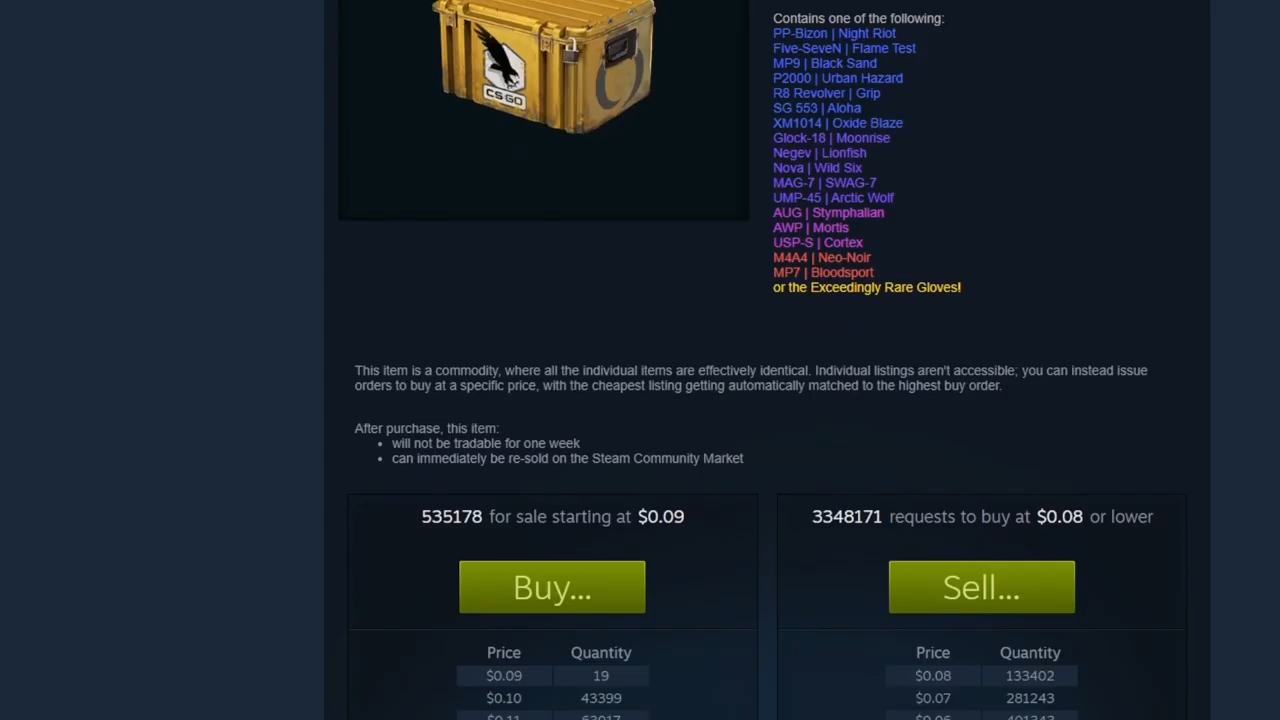 Contains one of the following:
PP-Bizon | Night Riot
Five-SeveN | Flame Test
MP9 | Black Sand
P2000 | Urban Hazard
R8 Revolver | Grip
SG 553 | Aloha
XM1014 | Oxide Blaze
Glock-18 | Moonrise
Negev | Lionfish
Nova | Wild Six
MAG-7 | SWAG-7
UMP-45 | Arctic Wolf
AUG | Stymphalian
AWP | Mortis
USP-S | Cortex
M4A4 | Neo-Noir
MP7 | Bloodsport
or the Exceedingly Rare Gloves!
CS GO
This item is a commodity, where all the individual items are effectively identical. Individual listings aren't accessible; you can instead issue
orders to buy at a specific price, with the cheapest listing getting automatically matched to the highest buy order.
After purchase, this item:
• will not be tradable for one week
• can immediately be re-sold on the Steam Community Market
535178 for sale starting at $0.09
Buy...
Price Quantity
$0.09 19
$0.10 43399
$0.11
3348171 requests to buy at $0.08 or lower
Sell...
Price Quantity
$0.08 133402
$0.07 281243
$0.06